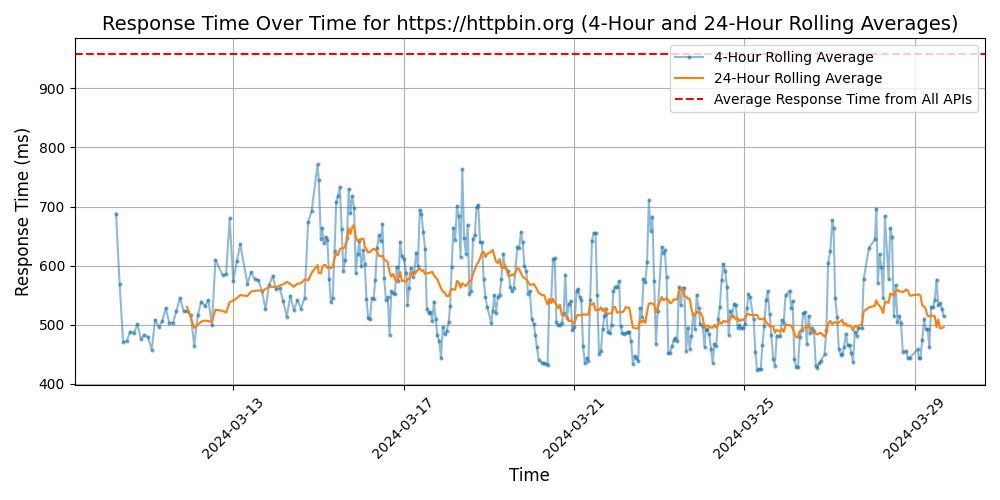 Response Time Over Time for https://httpbin.org (4-Hour and 24-Hour Rolling Averages)
4-Hour Rolling Average
24-Hour Rolling Average
Average Response Time from All APIs
Response Time (ms)
900
800
700
600
500
400
2024-03-13
2024-03-17
2024-03-21
2024-03-25
2024-03-29
Time